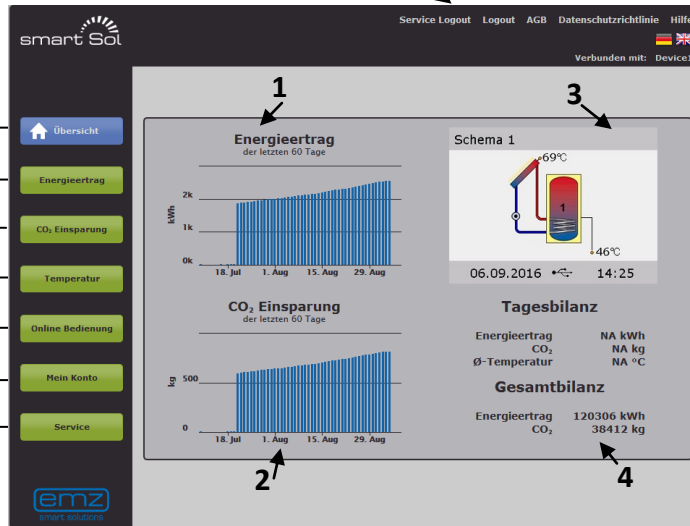 smart Sol
Service Logout Logout AGB Datenschutzrichtlinie Hilfe
Verbunden mit: Device1
Übersicht
Energieertrag
CO₂ Einsparung
Temperatur
Online Bedienung
Mein Konto
Service
emz
smart solutions
1
Energieertrag
der letzten 60 Tage
kWh
2k
1k
0k
18. Jul 1. Aug 15. Aug 29. Aug
CO₂ Einsparung
der letzten 60 Tage
kg
500
0
18. Jul 1. Aug 15. Aug 29. Aug
2
3
Schema 1
69°C
1
46°C
06.09.2016 14:25
Tagesbilanz
Energieertrag NA kWh
CO₂ NA kg
Ø-Temperatur NA °C
Gesamtbilanz
Energieertrag 120306 kWh
CO₂ 38412 kg
4